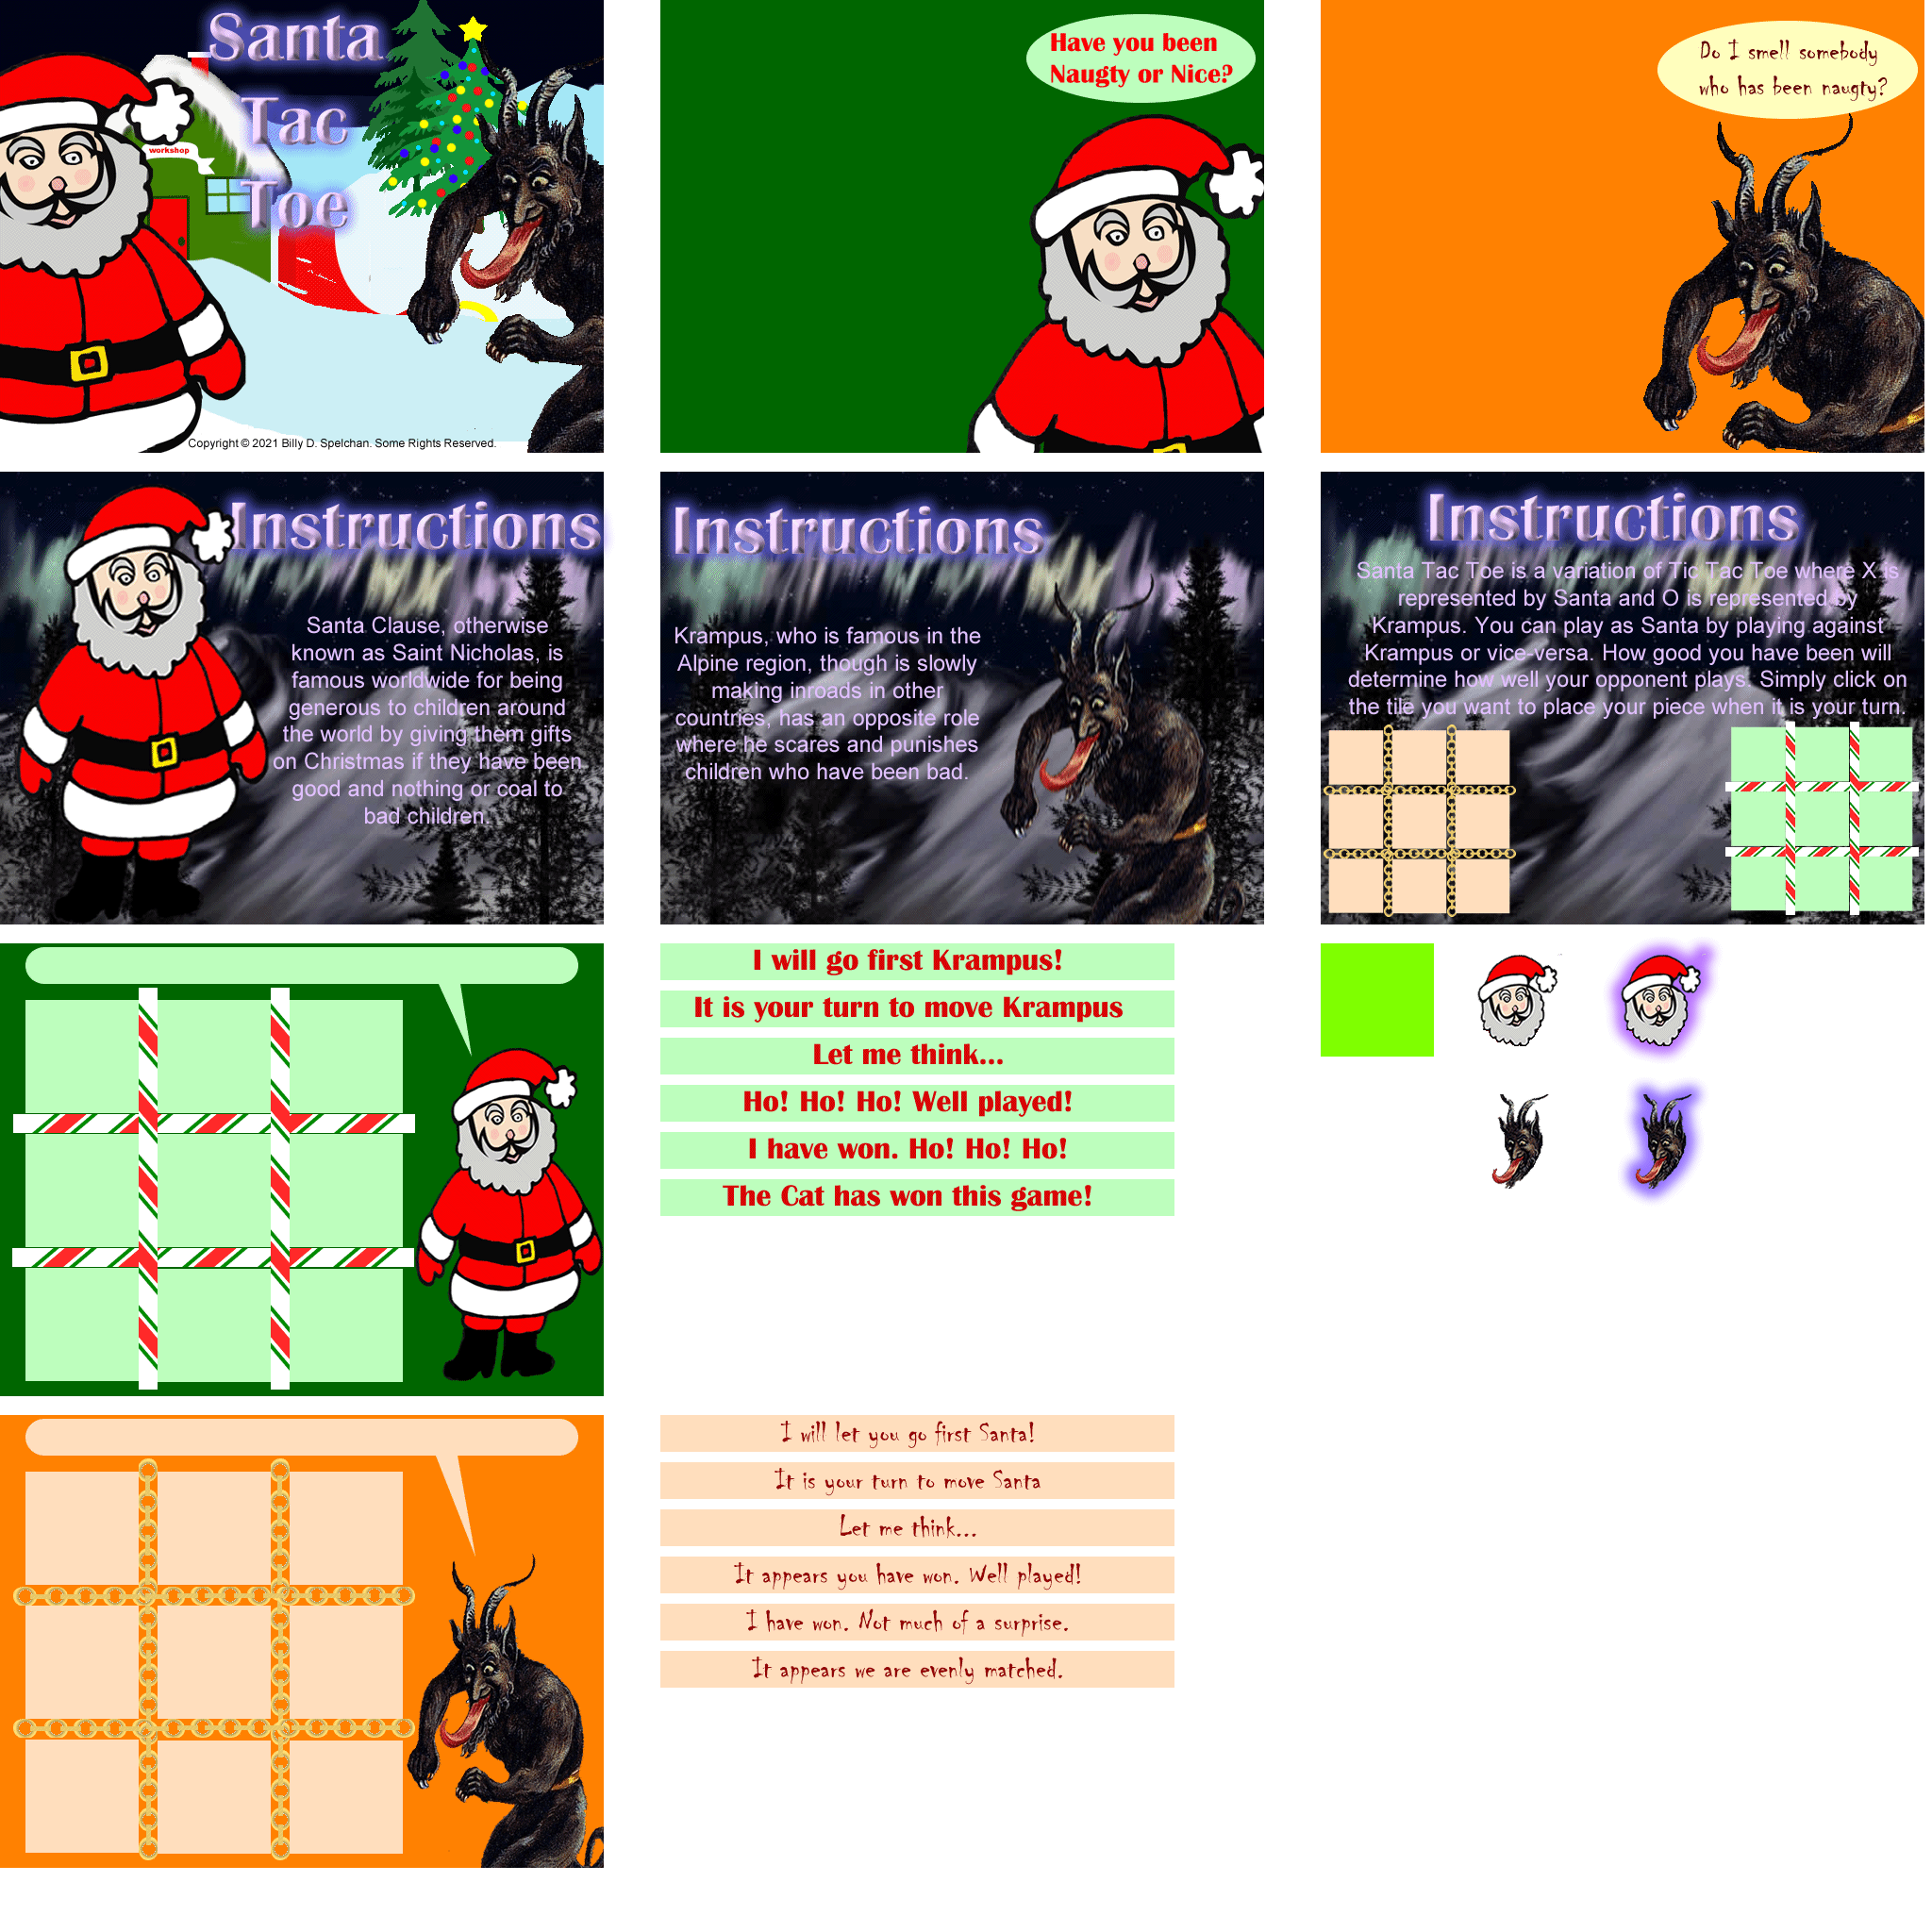 Santa
Tac
Toe
workshop
Copyright © 2021 Billy D. Spelchan. Some Rights Reserved.
Have you been
Naugty or Nice?
Do I smell somebody
who has been naugty?
Instructions
Santa Clause, otherwise
known as Saint Nicholas, is
famous worldwide for being
generous to children around
the world by giving them gifts
on Christmas if they have been
good and nothing or coal to
bad children.
Instructions
Krampus, who is famous in the
Alpine region, though is slowly
making inroads in other
countries, has an opposite role
where he scares and punishes
children who have been bad.
Instructions
Santa Tac Toe is a variation of Tic Tac Toe where X is
represented by Santa and O is represented by
Krampus. You can play as Santa by playing against
Krampus or vice-versa. How good you have been will
determine how well your opponent plays. Simply click on
the tile you want to place your piece when it is your turn.
I will go first Krampus!
It is your turn to move Krampus
Let me think...
Ho! Ho! Ho! Well played!
I have won. Ho! Ho! Ho!
The Cat has won this game!
I will let you go first Santa!
It is your turn to move Santa
Let me think...
It appears you have won. Well played!
I have won. Not much of a surprise.
It appears we are evenly matched.